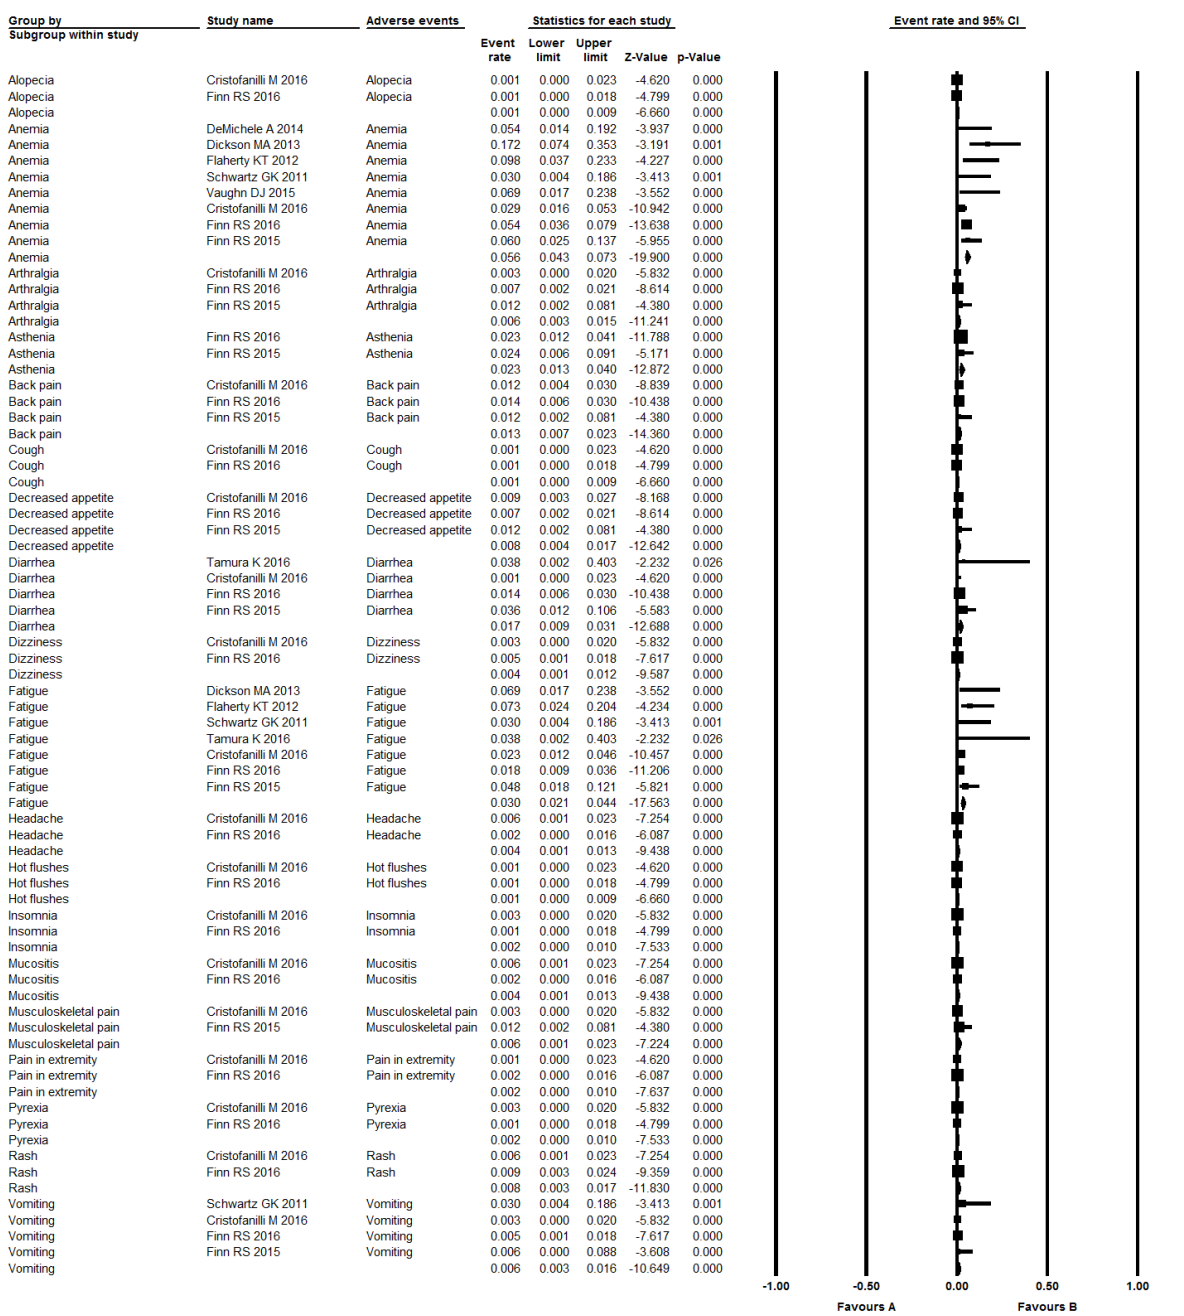 Group by Study name Adverse events Statistics for each study Event rate and 95% CI
Subgroup within study
Event Lower Upper
rate limit limit Z-Value p-Value
Alopecia Cristofanilli M 2016 Alopecia 0.001 0.000 0.023 -4.620 0.000
Alopecia Finn RS 2016 Alopecia 0.001 0.000 0.018 -4.799 0.000
Alopecia 0.001 0.000 0.009 -6.660 0.000
Anemia DeMichele A 2014 Anemia 0.054 0.014 0.192 -3.937 0.000
Anemia Dickson MA 2013 Anemia 0.172 0.074 0.353 -3.191 0.001
Anemia Flaherty KT 2012 Anemia 0.098 0.037 0.233 -4.227 0.000
Anemia Schwartz GK 2011 Anemia 0.030 0.004 0.186 -3.413 0.001
Anemia Vaughn DJ 2015 Anemia 0.069 0.017 0.238 -3.552 0.000
Anemia Cristofanilli M 2016 Anemia 0.029 0.016 0.053 -10.942 0.000
Anemia Finn RS 2016 Anemia 0.054 0.036 0.079 -13.638 0.000
Anemia Finn RS 2015 Anemia 0.060 0.025 0.137 -5.955 0.000
Anemia 0.056 0.043 0.073 -19.900 0.000
Arthralgia Cristofanilli M 2016 Arthralgia 0.003 0.000 0.020 -5.832 0.000
Arthralgia Finn RS 2016 Arthralgia 0.007 0.002 0.021 -8.614 0.000
Arthralgia Finn RS 2015 Arthralgia 0.012 0.002 0.081 -4.380 0.000
Arthralgia 0.006 0.003 0.015 -11.241 0.000
Asthenia Finn RS 2016 Asthenia 0.023 0.012 0.041 -11.788 0.000
Asthenia Finn RS 2015 Asthenia 0.024 0.006 0.091 -5.171 0.000
Asthenia 0.023 0.013 0.040 -12.872 0.000
Back pain Cristofanilli M 2016 Back pain 0.012 0.004 0.030 -8.839 0.000
Back pain Finn RS 2016 Back pain 0.014 0.006 0.030 -10.438 0.000
Back pain Finn RS 2015 Back pain 0.012 0.002 0.081 -4.380 0.000
Back pain 0.013 0.007 0.023 -14.360 0.000
Cough Cristofanilli M 2016 Cough 0.001 0.000 0.023 -4.620 0.000
Cough Finn RS 2016 Cough 0.001 0.000 0.018 -4.799 0.000
Cough 0.001 0.000 0.009 -6.660 0.000
Decreased appetite Cristofanilli M 2016 Decreased appetite 0.009 0.003 0.027 -8.168 0.000
Decreased appetite Finn RS 2016 Decreased appetite 0.007 0.002 0.021 -8.614 0.000
Decreased appetite Finn RS 2015 Decreased appetite 0.012 0.002 0.081 -4.380 0.000
Decreased appetite 0.008 0.004 0.017 -12.642 0.000
Diarrhea Tamura K 2016 Diarrhea 0.038 0.002 0.403 -2.232 0.026
Diarrhea Cristofanilli M 2016 Diarrhea 0.001 0.000 0.023 -4.620 0.000
Diarrhea Finn RS 2016 Diarrhea 0.014 0.006 0.030 -10.438 0.000
Diarrhea Finn RS 2015 Diarrhea 0.036 0.012 0.106 -5.583 0.000
Diarrhea 0.017 0.009 0.031 -12.688 0.000
Dizziness Cristofanilli M 2016 Dizziness 0.003 0.000 0.020 -5.832 0.000
Dizziness Finn RS 2016 Dizziness 0.005 0.001 0.018 -7.617 0.000
Dizziness 0.004 0.001 0.012 -9.587 0.000
Fatigue Dickson MA 2013 Fatigue 0.069 0.017 0.238 -3.552 0.000
Fatigue Flaherty KT 2012 Fatigue 0.073 0.024 0.204 -4.234 0.000
Fatigue Schwartz GK 2011 Fatigue 0.030 0.004 0.186 -3.413 0.001
Fatigue Tamura K 2016 Fatigue 0.038 0.002 0.403 -2.232 0.026
Fatigue Cristofanilli M 2016 Fatigue 0.023 0.012 0.046 -10.457 0.000
Fatigue Finn RS 2016 Fatigue 0.018 0.009 0.036 -11.206 0.000
Fatigue Finn RS 2015 Fatigue 0.048 0.018 0.121 -5.821 0.000
Fatigue 0.030 0.021 0.044 -17.563 0.000
Headache Cristofanilli M 2016 Headache 0.006 0.001 0.023 -7.254 0.000
Headache Finn RS 2016 Headache 0.002 0.000 0.016 -6.087 0.000
Headache 0.004 0.001 0.013 -9.438 0.000
Hot flushes Cristofanilli M 2016 Hot flushes 0.001 0.000 0.023 -4.620 0.000
Hot flushes Finn RS 2016 Hot flushes 0.001 0.000 0.018 -4.799 0.000
Hot flushes 0.001 0.000 0.009 -6.660 0.000
Insomnia Cristofanilli M 2016 Insomnia 0.003 0.000 0.020 -5.832 0.000
Insomnia Finn RS 2016 Insomnia 0.001 0.000 0.018 -4.799 0.000
Insomnia 0.002 0.000 0.010 -7.533 0.000
Mucositis Cristofanilli M 2016 Mucositis 0.006 0.001 0.023 -7.254 0.000
Mucositis Finn RS 2016 Mucositis 0.002 0.000 0.016 -6.087 0.000
Mucositis 0.004 0.001 0.013 -9.438 0.000
Musculoskeletal pain Cristofanilli M 2016 Musculoskeletal pain 0.003 0.000 0.020 -5.832 0.000
Musculoskeletal pain Finn RS 2015 Musculoskeletal pain 0.012 0.002 0.081 -4.380 0.000
Musculoskeletal pain 0.006 0.001 0.023 -7.224 0.000
Pain in extremity Cristofanilli M 2016 Pain in extremity 0.001 0.000 0.023 -4.620 0.000
Pain in extremity Finn RS 2016 Pain in extremity 0.002 0.000 0.016 -6.087 0.000
Pain in extremity 0.002 0.000 0.010 -7.637 0.000
Pyrexia Cristofanilli M 2016 Pyrexia 0.003 0.000 0.020 -5.832 0.000
Pyrexia Finn RS 2016 Pyrexia 0.001 0.000 0.018 -4.799 0.000
Pyrexia 0.002 0.000 0.010 -7.533 0.000
Rash Cristofanilli M 2016 Rash 0.006 0.001 0.023 -7.254 0.000
Rash Finn RS 2016 Rash 0.009 0.003 0.024 -9.359 0.000
Rash 0.008 0.003 0.017 -11.830 0.000
Vomiting Schwartz GK 2011 Vomiting 0.030 0.004 0.186 -3.413 0.001
Vomiting Cristofanilli M 2016 Vomiting 0.003 0.000 0.020 -5.832 0.000
Vomiting Finn RS 2016 Vomiting 0.005 0.001 0.018 -7.617 0.000
Vomiting Finn RS 2015 Vomiting 0.006 0.000 0.088 -3.608 0.000
Vomiting 0.006 0.003 0.016 -10.649 0.000
-1.00 -0.50 0.00 0.50 1.00
Favours A Favours B